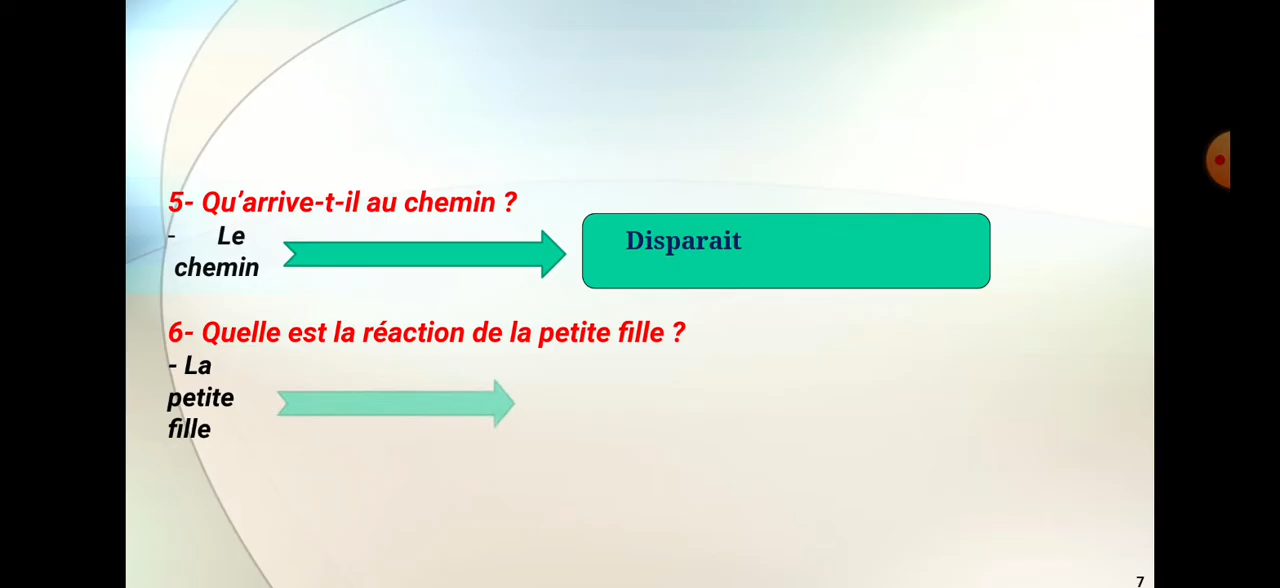 5- Qu’arrive-t-il au chemin ?
- Le
chemin
Disparait
6- Quelle est la réaction de la petite fille ?
- La
petite
fille
7